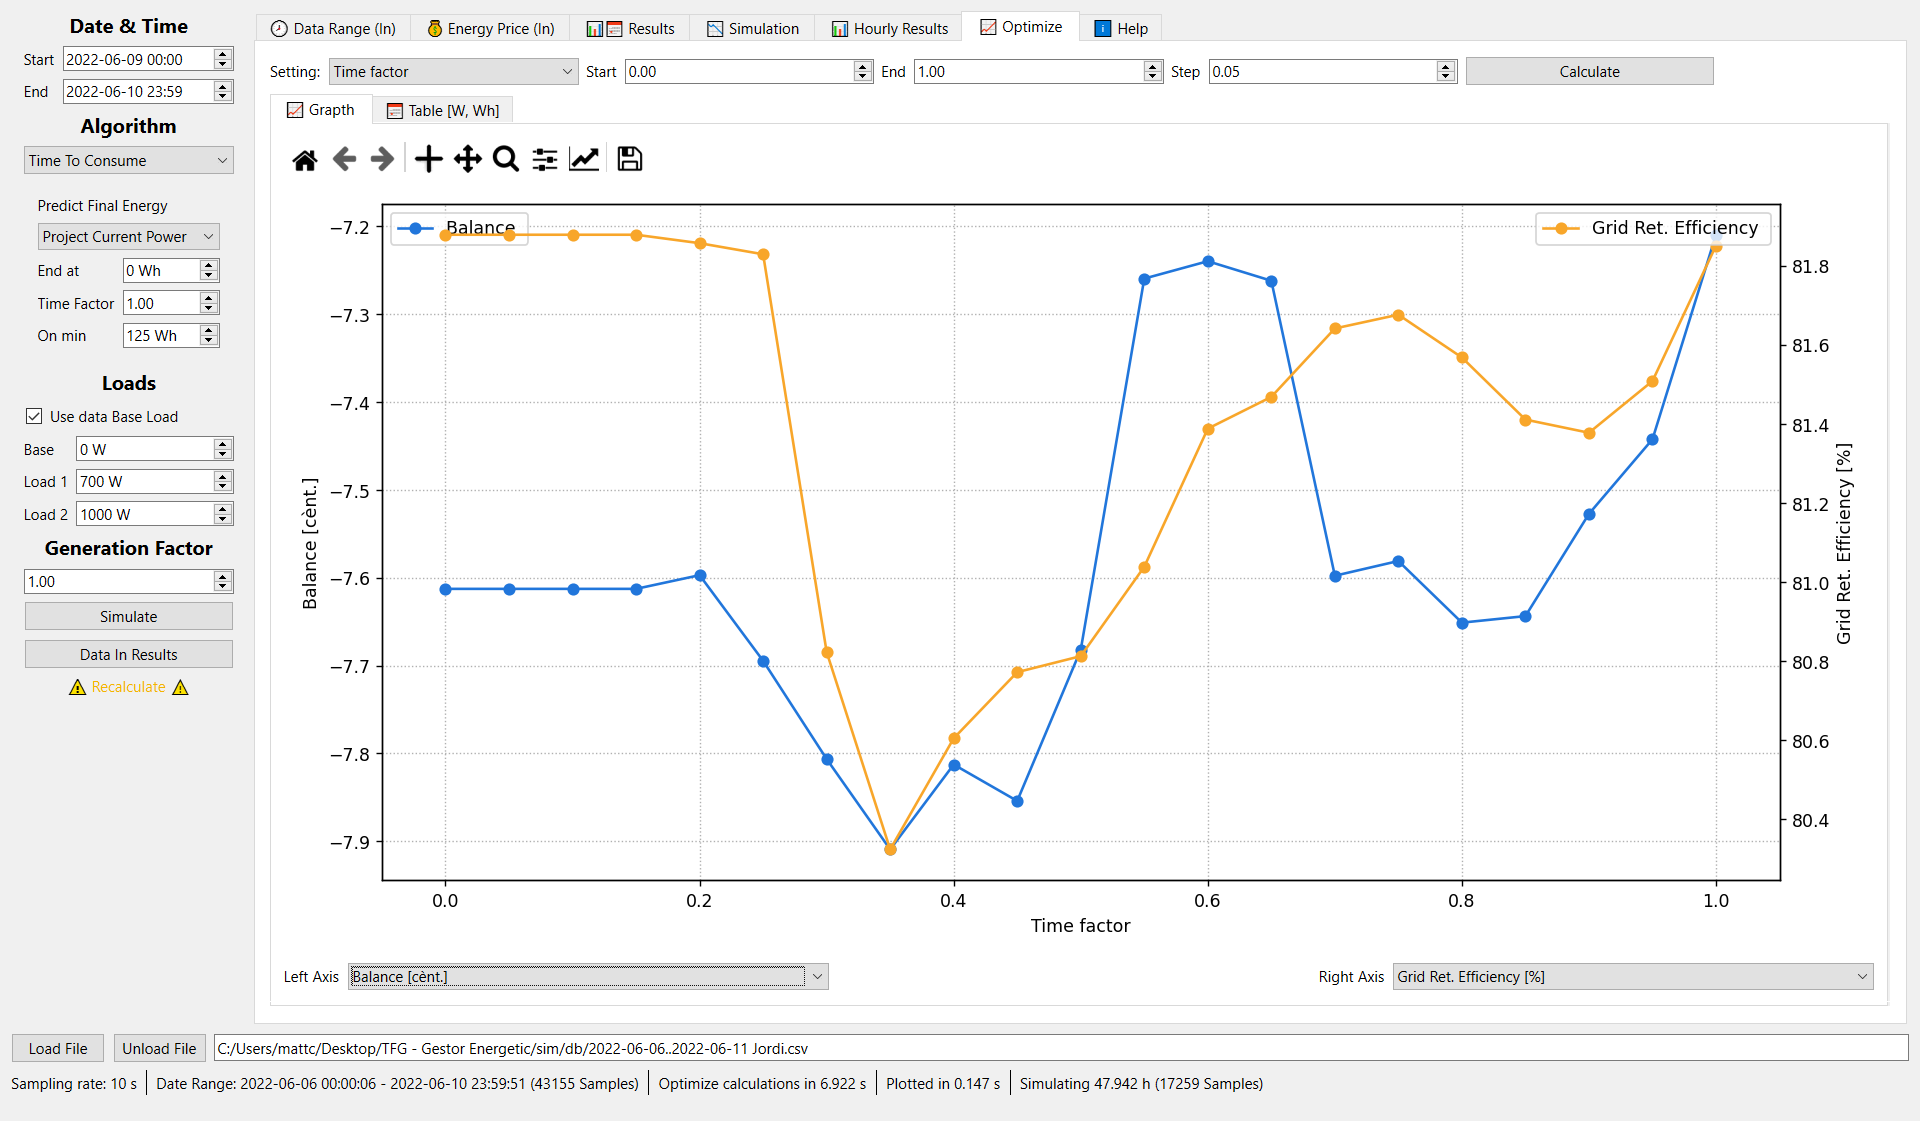 Date & Time
Start 2022-06-09 00:00
End 2022-06-10 23:59
Algorithm
Time To Consume
Predict Final Energy
Project Current Power
End at 0 Wh
Time Factor 1.00
On min 125 Wh
Loads
Use data Base Load
Base 0 W
Load 1 700 W
Load 2 1000 W
Generation Factor
1.00
Simulate
Data In Results
Recalculate
Data Range (In) Energy Price (In) Results Simulation Hourly Results Optimize Help
Setting: Time factor Start 0.00 End 1.00 Step 0.05 Calculate
Grapth Table [W, Wh]
Balance
Grid Ret. Efficiency
−7.2
−7.3
−7.4
−7.5
−7.6
−7.7
−7.8
−7.9
Balance [cènt.]
81.8
81.6
81.4
81.2
81.0
80.8
80.6
80.4
Grid Ret. Efficiency [%]
0.0 0.2 0.4 0.6 0.8 1.0
Time factor
Left Axis Balance [cènt.] Right Axis Grid Ret. Efficiency [%]
Load File Unload File C:/Users/mattc/Desktop/TFG - Gestor Energetic/sim/db/2022-06-06..2022-06-11 Jordi.csv
Sampling rate: 10 s Date Range: 2022-06-06 00:00:06 - 2022-06-10 23:59:51 (43155 Samples) Optimize calculations in 6.922 s Plotted in 0.147 s Simulating 47.942 h (17259 Samples)